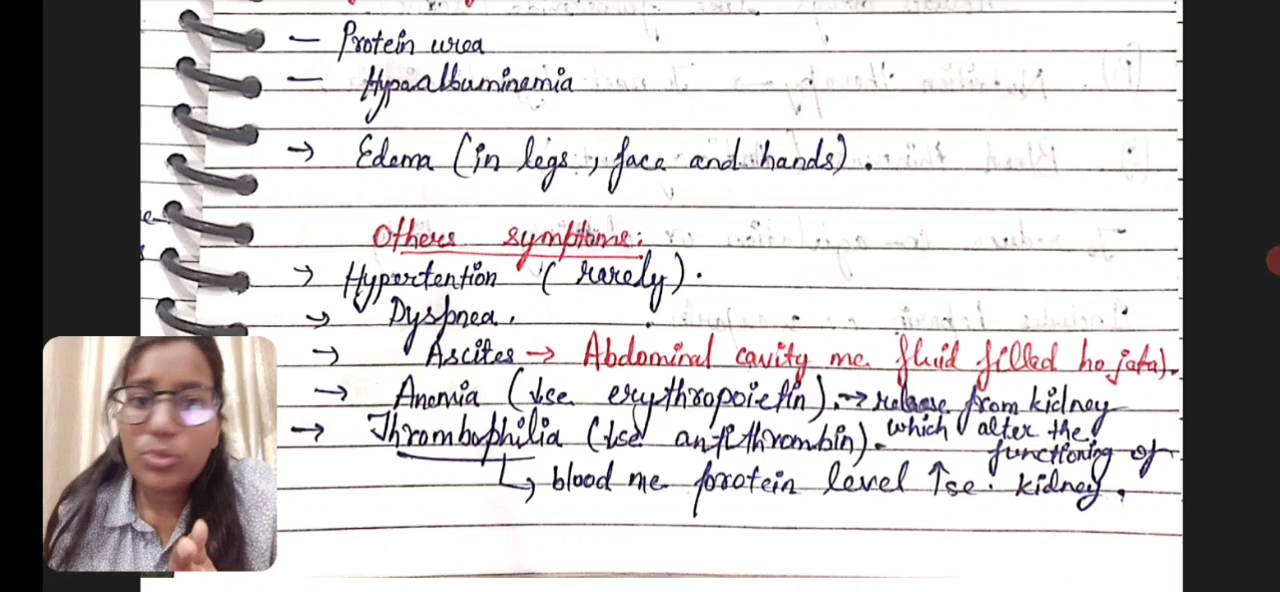 — Protein urea
— Hypoalbuminemia
→ Edema (in legs, face and hands).
Others symptoms:
→ Hypertention (rarely).
→ Dyspnea.
→ Ascites → Abdominal cavity me fluid filled ho jata).
→ Anemia (↓se erythropoietin). → release from kidney
→ Thrombophilia (↓se antithrombin). which alter the
functioning of
↳ blood me protein level ↑se. kidney.